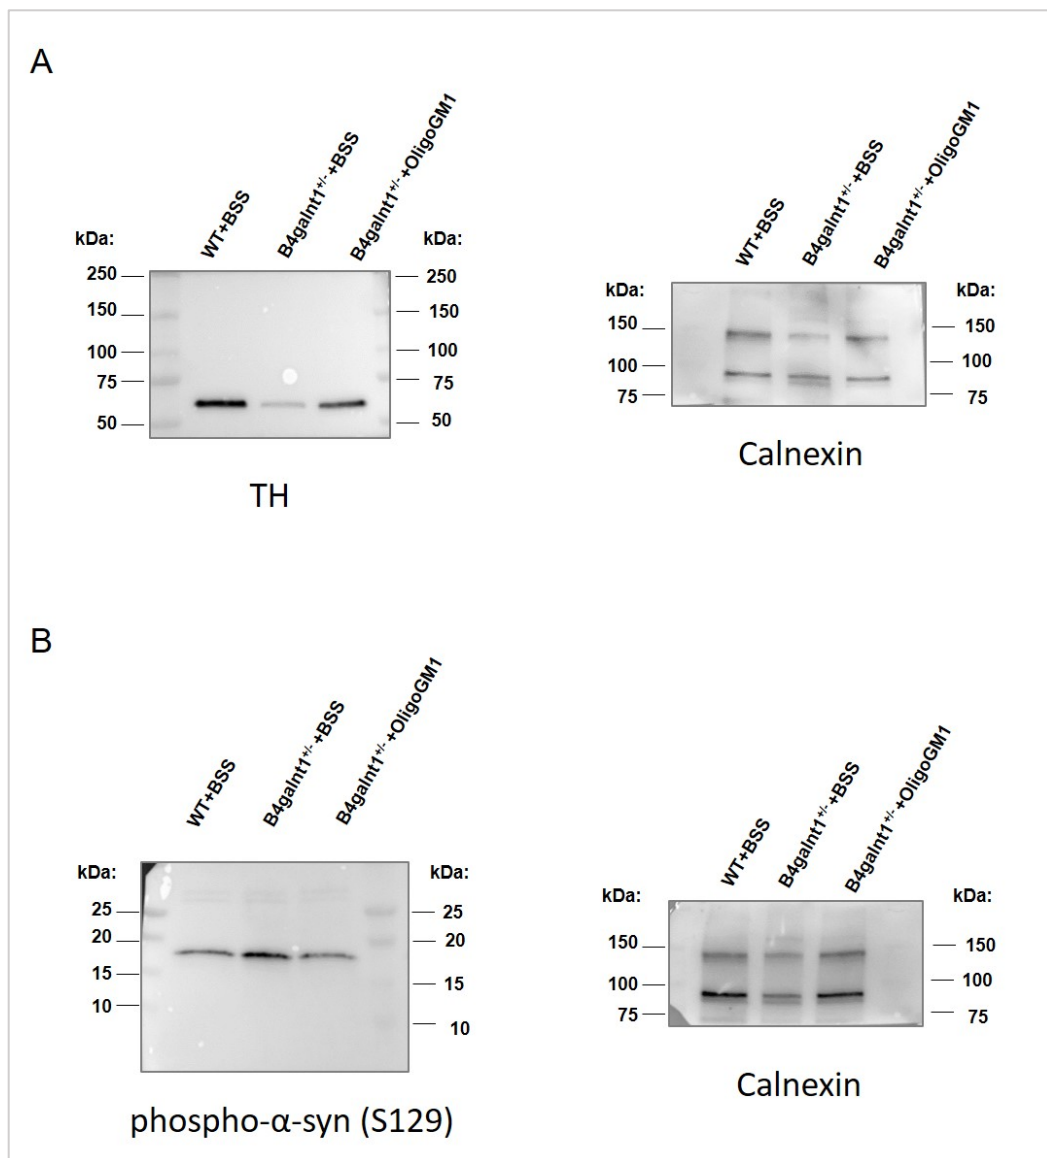 A
WT+BSS
B4galnt1+/-+BSS
B4galnt1+/-+OligoGM1
kDa:
kDa:
250
250
150
150
100
100
75
75
50
50
TH
WT+BSS
B4galnt1+/-+BSS
B4galnt1+/-+OligoGM1
kDa:
kDa:
150
150
100
100
75
75
Calnexin
B
WT+BSS
B4galnt1+/-+BSS
B4galnt1+/-+OligoGM1
kDa:
kDa:
25
25
20
20
15
15
10
10
phospho-α-syn (S129)
WT+BSS
B4galnt1+/-+BSS
B4galnt1+/-+OligoGM1
kDa:
kDa:
150
150
100
100
75
75
Calnexin